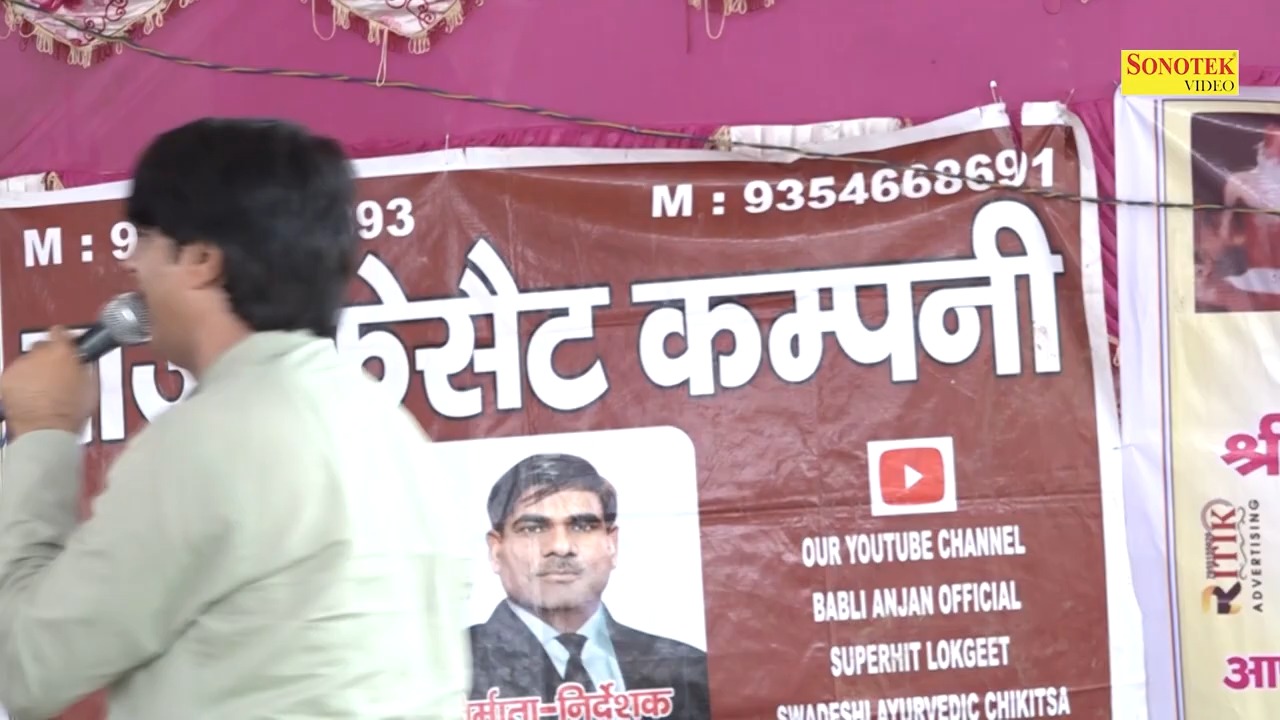 SONOTEK
VIDEO
M : 9 93
M : 9354668691
कैसैट कम्पनी
OUR YOUTUBE CHANNEL
BABLI ANJAN OFFICIAL
SUPERHIT LOKGEET
SWADESHI AYURVEDIC CHIKITSA
निर्माता-निर्देशक
श्री
RITIK
ADVERTISING